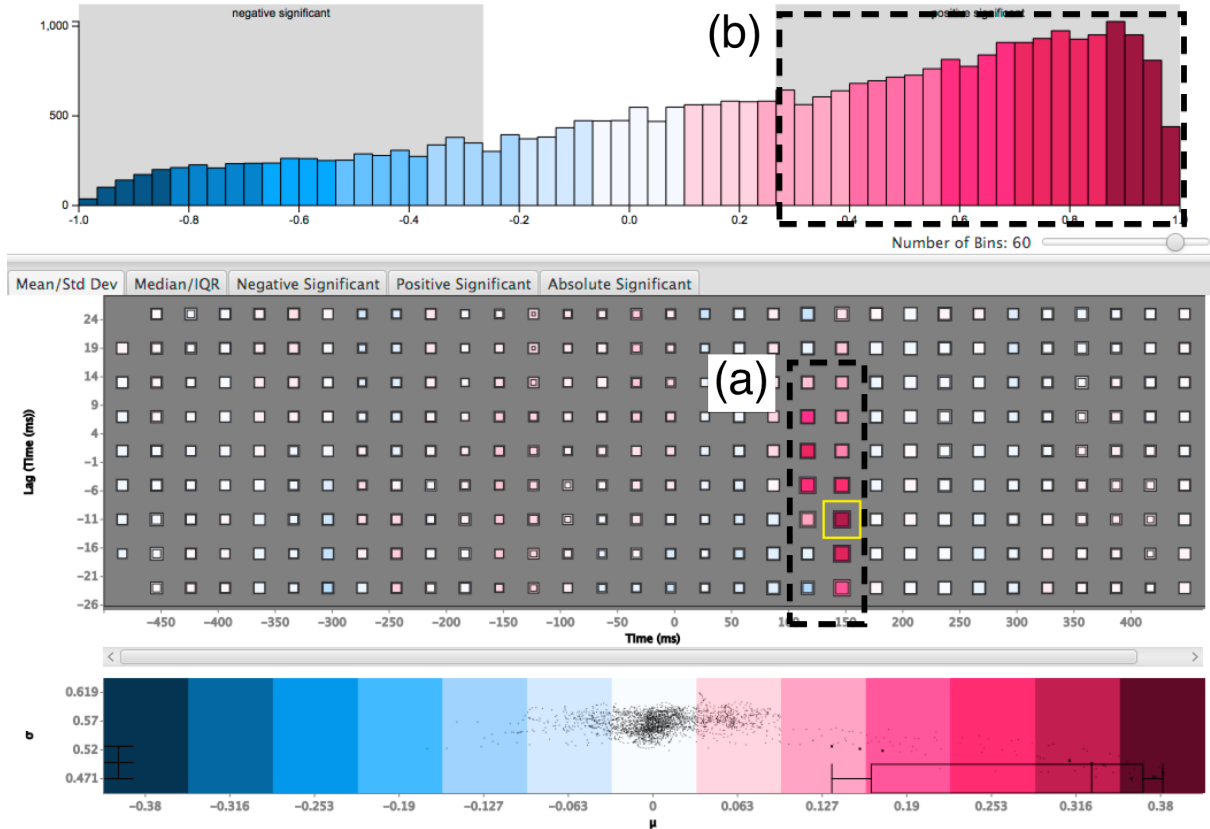 negative significant
positive significant
(b)
1,000
500
0
-1.0 -0.8 -0.6 -0.4 -0.2 0.0 0.2 0.4 0.6 0.8 1.0
Number of Bins: 60
Mean/Std Dev Median/IQR Negative Significant Positive Significant Absolute Significant
(a)
Lag (Time (ms))
24
19
14
9
4
−1
−6
−11
−16
−21
−26
−450 −400 −350 −300 −250 −200 −150 −100 −50 0 50 100 150 200 250 300 350 400
Time (ms)
σ
0.619
0.57
0.52
0.471
−0.38 −0.316 −0.253 −0.19 −0.127 −0.063 0 0.063 0.127 0.19 0.253 0.316 0.38
μ